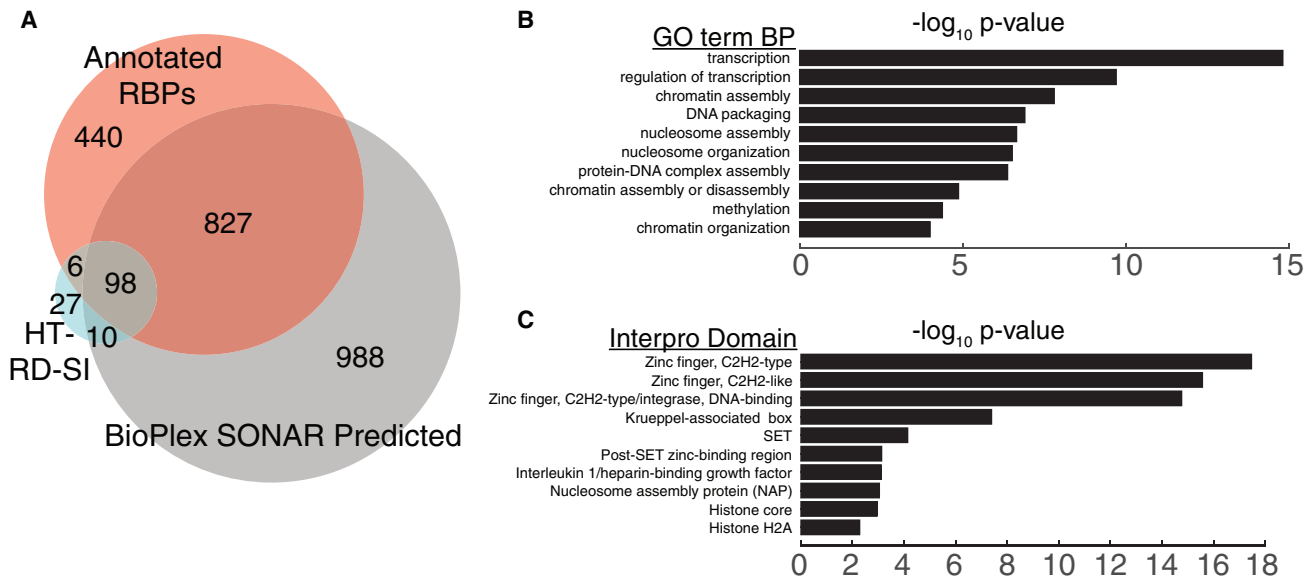 A
Annotated
RBPs
440
827
6
98
27
10
HT-
RD-SI
988
BioPlex SONAR Predicted
B
GO term BP
-log10 p-value
transcription
regulation of transcription
chromatin assembly
DNA packaging
nucleosome assembly
nucleosome organization
protein-DNA complex assembly
chromatin assembly or disassembly
methylation
chromatin organization
0 5 10 15
C
Interpro Domain
-log10 p-value
Zinc finger, C2H2-type
Zinc finger, C2H2-like
Zinc finger, C2H2-type/integrase, DNA-binding
Krueppel-associated box
SET
Post-SET zinc-binding region
Interleukin 1/heparin-binding growth factor
Nucleosome assembly protein (NAP)
Histone core
Histone H2A
0 2 4 6 8 10 12 14 16 18